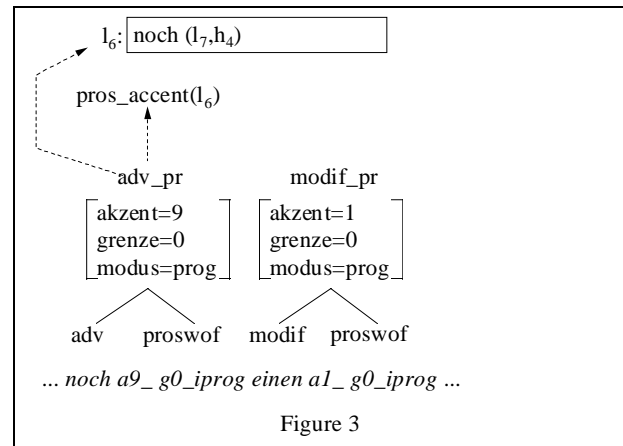 l₆: noch (l₇,h₄)
pros_accent(l₆)
adv_pr modif_pr
akzent=9 akzent=1
grenze=0 grenze=0
modus=prog modus=prog
adv proswof modif proswof
... noch a9_ g0_iprog einen a1_ g0_iprog ...
Figure 3